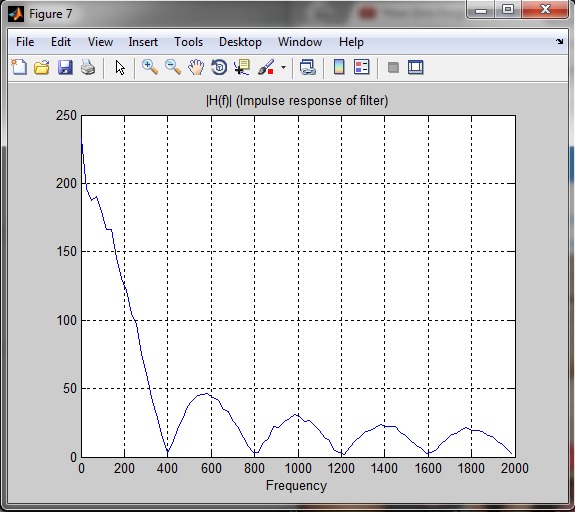 Figure 7
File Edit View Insert Tools Desktop Window Help
|H(f)| (Impulse response of filter)
250
200
150
100
50
0
0 200 400 600 800 1000 1200 1400 1600 1800 2000
Frequency